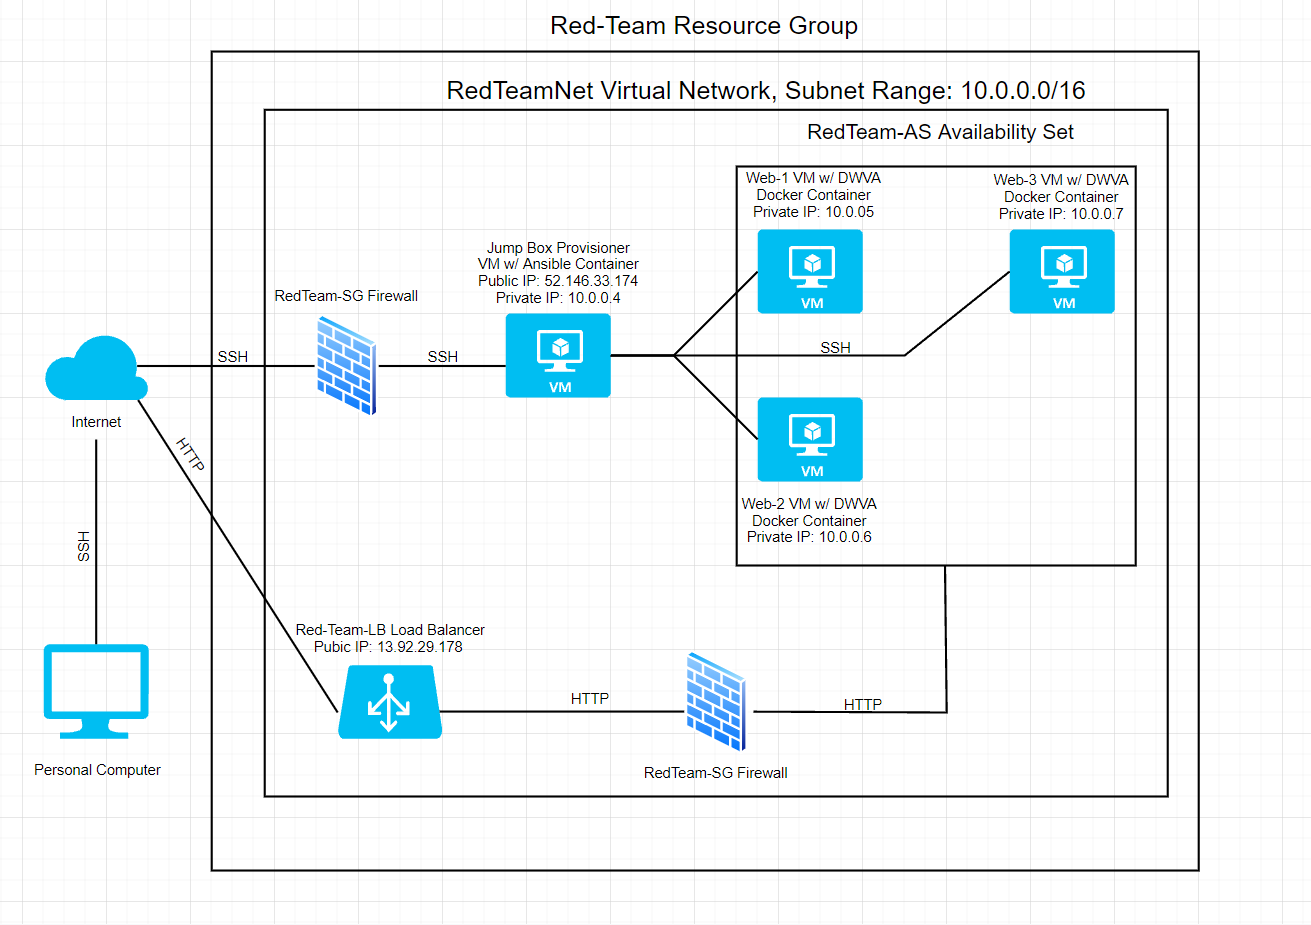 Red-Team Resource Group
RedTeamNet Virtual Network, Subnet Range: 10.0.0.0/16
RedTeam-AS Availability Set
Web-1 VM w/ DWVA
Docker Container
Private IP: 10.0.05
VM
Web-3 VM w/ DWVA
Docker Container
Private IP: 10.0.0.7
VM
Jump Box Provisioner
VM w/ Ansible Container
Public IP: 52.146.33.174
Private IP: 10.0.0.4
VM
RedTeam-SG Firewall
SSH
SSH
SSH
Internet
HTTP
SSH
VM
Web-2 VM w/ DWVA
Docker Container
Private IP: 10.0.0.6
Red-Team-LB Load Balancer
Pubic IP: 13.92.29.178
HTTP
HTTP
RedTeam-SG Firewall
Personal Computer